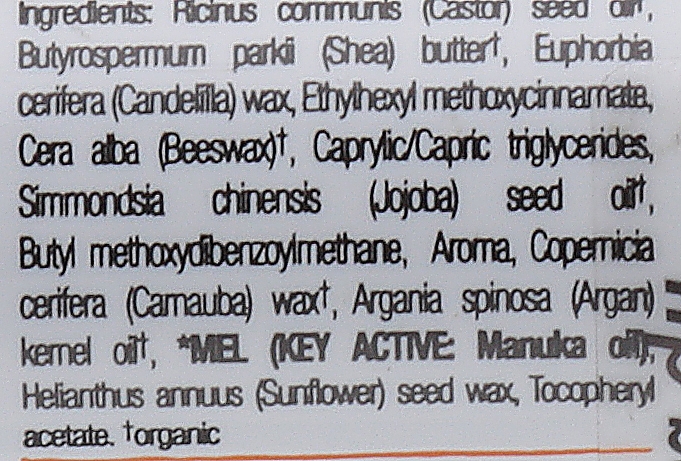 Ingredients: Ricinus communis (Castor) seed oil†,
Butyrospermum parkii (Shea) butter†, Euphorbia
cerifera (Candelilla) wax, Ethylhexyl methoxycinnamate,
Cera alba (Beeswax)†, Caprylic/Capric triglycerides,
Simmondsia chinensis (Jojoba) seed oil†,
Butyl methoxydibenzoylmethane, Aroma, Copernicia
cerifera (Carnauba) wax†, Argania spinosa (Argan)
kernel oil†, *MEL (KEY ACTIVE: Manuka oil),
Helianthus annuus (Sunflower) seed wax, Tocopheryl
acetate. †organic